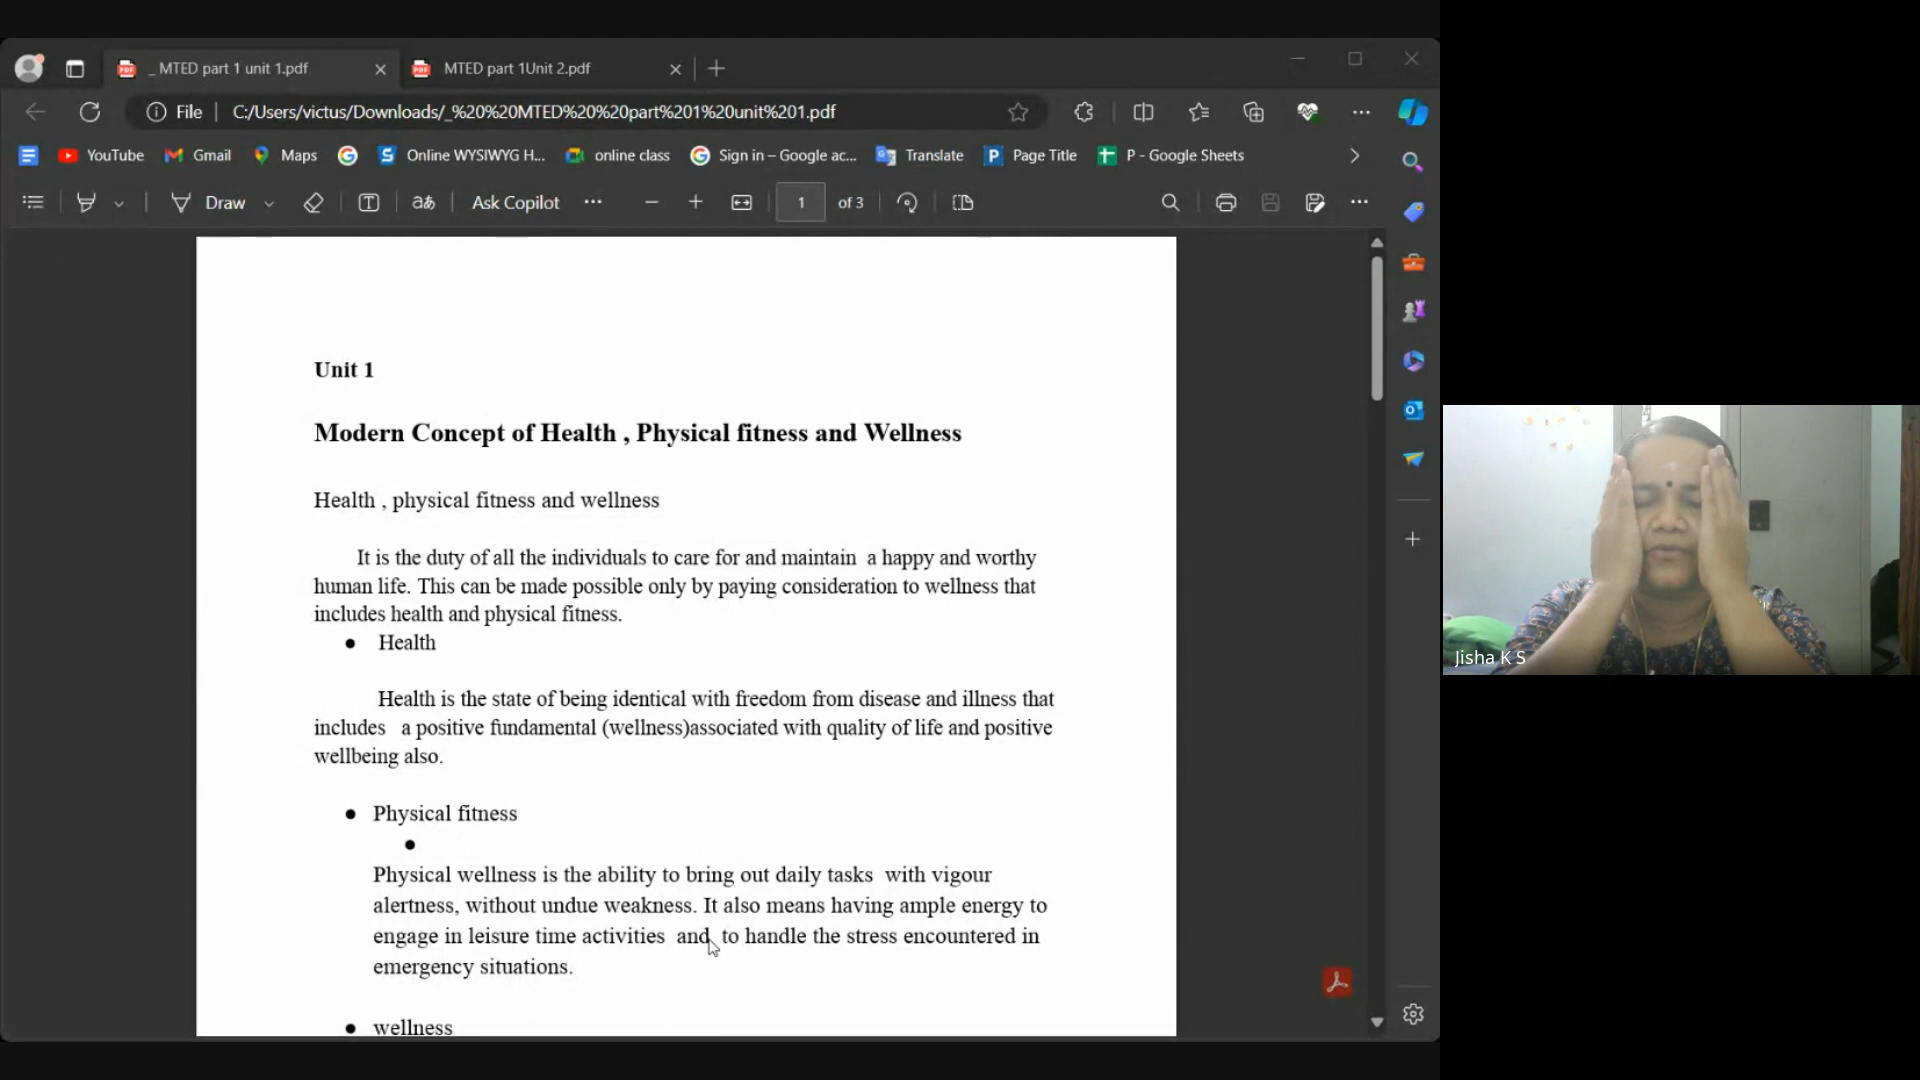 _ MTED part 1 unit 1.pdf
MTED part 1Unit 2.pdf
File
C:/Users/victus/Downloads/_%20%20MTED%20%20part%201%20unit%201.pdf
YouTube
Gmail
Maps
Online WYSIWYG H...
online class
Sign in – Google ac...
Translate
Page Title
P - Google Sheets
Draw
Ask Copilot
1 of 3
Unit 1
Modern Concept of Health , Physical fitness and Wellness
Health , physical fitness and wellness
It is the duty of all the individuals to care for and maintain a happy and worthy
human life. This can be made possible only by paying consideration to wellness that
includes health and physical fitness.
● Health
Health is the state of being identical with freedom from disease and illness that
includes a positive fundamental (wellness)associated with quality of life and positive
wellbeing also.
● Physical fitness
●
Physical wellness is the ability to bring out daily tasks with vigour
alertness, without undue weakness. It also means having ample energy to
engage in leisure time activities and to handle the stress encountered in
emergency situations.
● wellness
Jisha K S